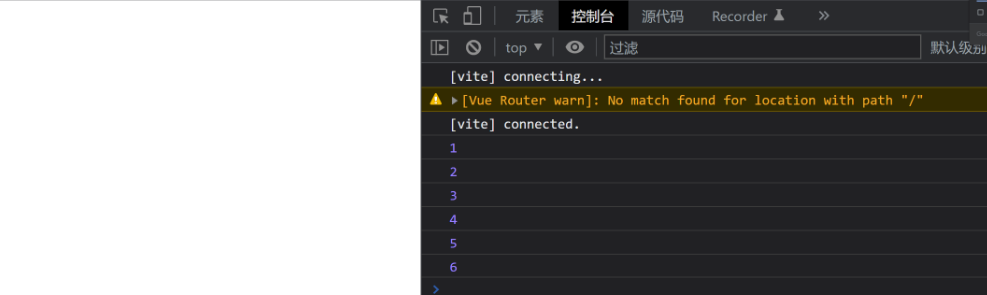 元素 控制台 源代码 Recorder
top 过滤 默认级别
[vite] connecting...
[Vue Router warn]: No match found for location with path "/"
[vite] connected.
1
2
3
4
5
6